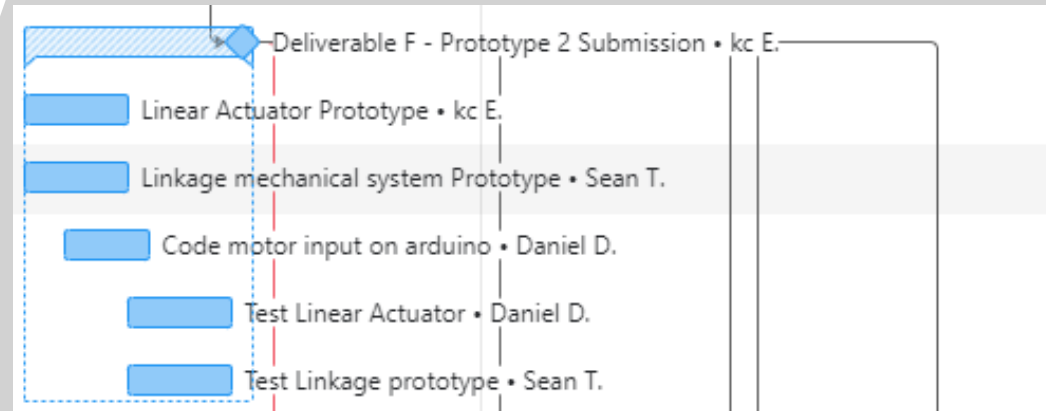 Deliverable F - Prototype 2 Submission • kc E.
Linear Actuator Prototype • kc E.
Linkage mechanical system Prototype • Sean T.
Code motor input on arduino • Daniel D.
Test Linear Actuator • Daniel D.
Test Linkage prototype • Sean T.